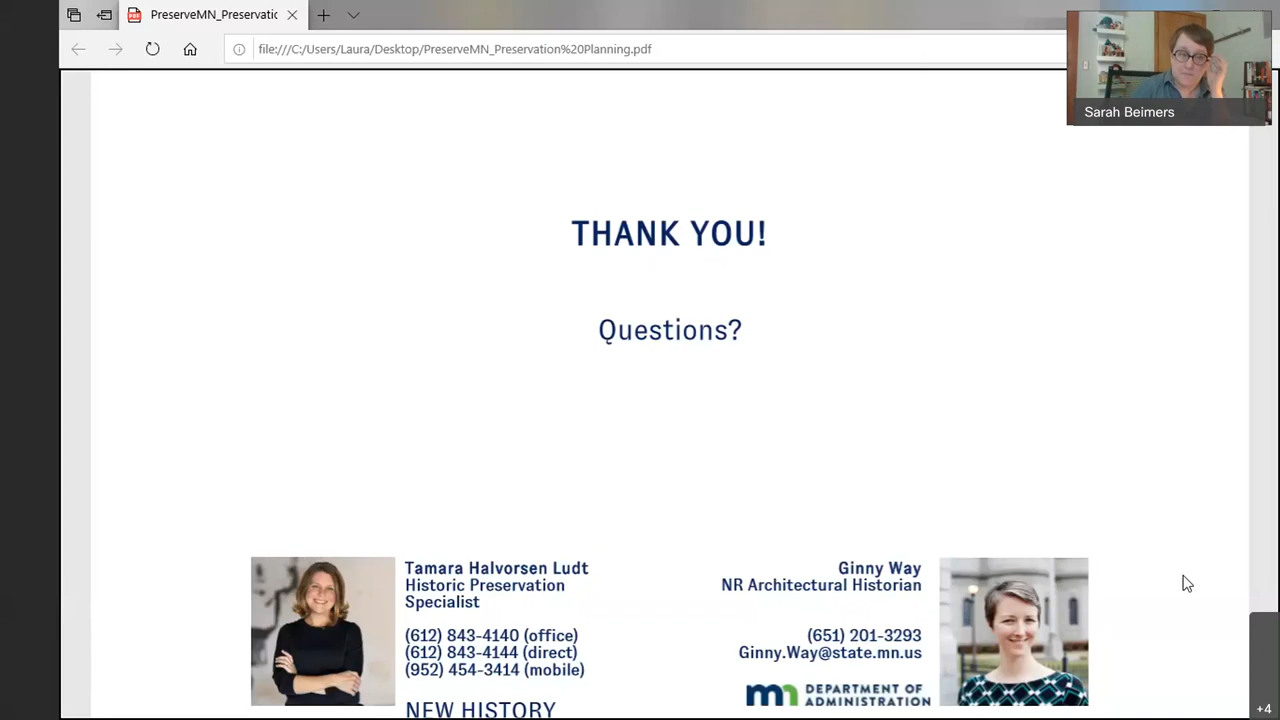 PreserveMN_Preservatic
file:///C:/Users/Laura/Desktop/PreserveMN_Preservation%20Planning.pdf
Sarah Beimers
THANK YOU!
Questions?
Tamara Halvorsen Ludt
Historic Preservation
Specialist
(612) 843-4140 (office)
(612) 843-4144 (direct)
(952) 454-3414 (mobile)
NEW HISTORY
Ginny Way
NR Architectural Historian
(651) 201-3293
Ginny.Way@state.mn.us
mn DEPARTMENT OF
ADMINISTRATION
+4